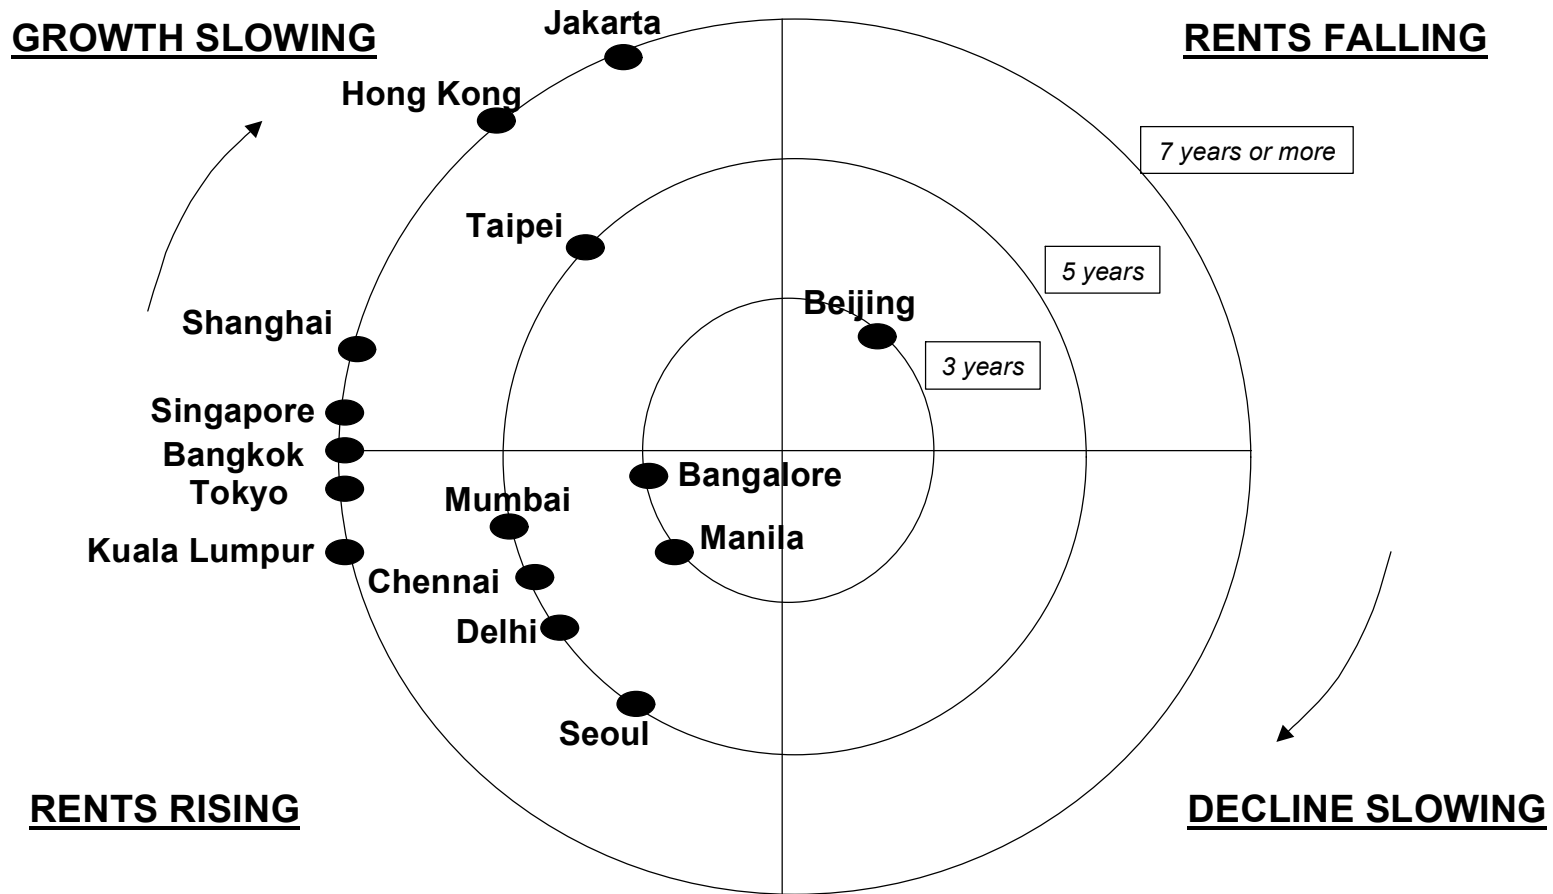 Jakarta
GROWTH SLOWING
RENTS FALLING
Hong Kong
7 years or more
Taipei
5 years
Beijing
Shanghai
3 years
Singapore
Bangkok
Bangalore
Tokyo
Mumbai
Manila
Kuala Lumpur
Chennai
Delhi
Seoul
RENTS RISING
DECLINE SLOWING